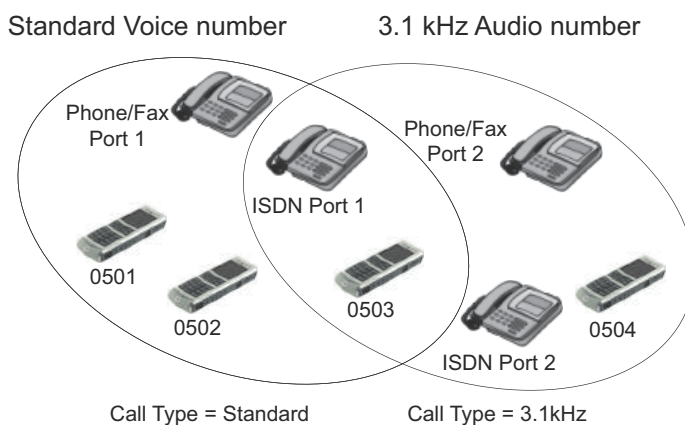 Standard Voice number
3.1 kHz Audio number
Phone/Fax
Port 1
Phone/Fax
Port 2
ISDN Port 1
0501
0502
0503
0504
ISDN Port 2
Call Type = Standard
Call Type = 3.1kHz